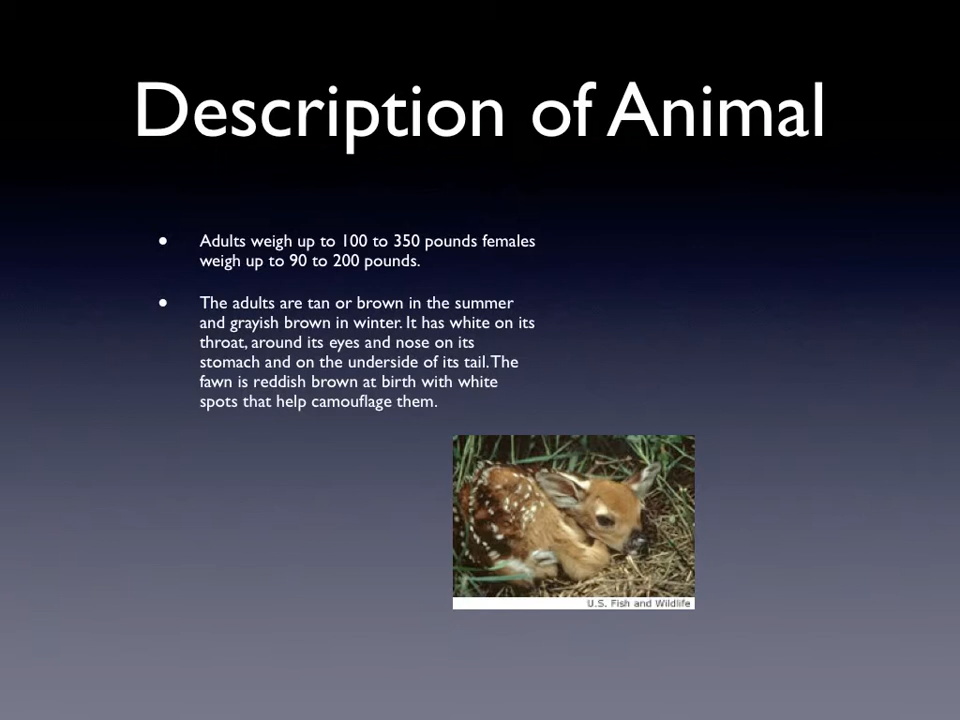 Description of Animal
• Adults weigh up to 100 to 350 pounds females
weigh up to 90 to 200 pounds.
• The adults are tan or brown in the summer
and grayish brown in winter. It has white on its
throat, around its eyes and nose on its
stomach and on the underside of its tail. The
fawn is reddish brown at birth with white
spots that help camouflage them.
U.S. Fish and Wildlife